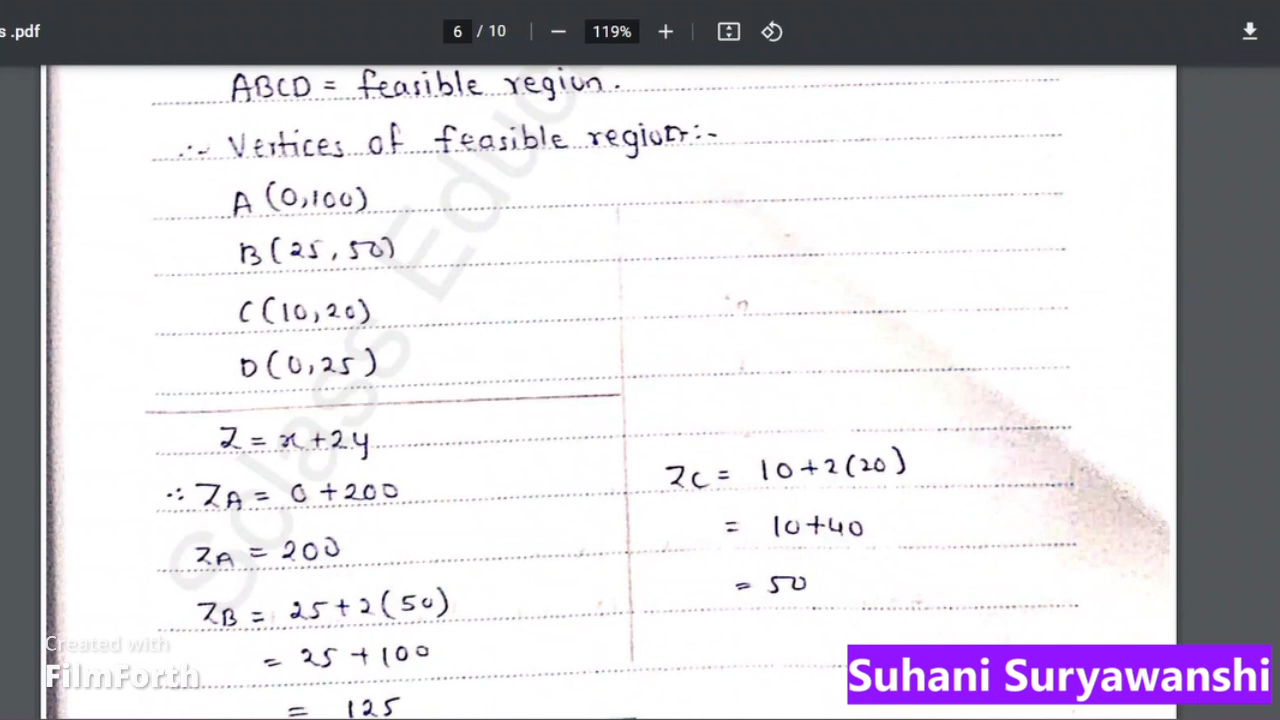 s .pdf
6 / 10
119%
ABCD = feasible region.
∴ Vertices of feasible region:-
A (0,100)
B (25, 50)
C (10, 20)
D (0, 25)
Z = x + 2y
∴ ZA = 0 + 200
ZA = 200
ZB = 25 + 2 (50)
= 25 + 100
= 125
ZC = 10 + 2 (20)
= 10 + 40
= 50
Solass Edu
Created with
FilmForth
Suhani Suryawanshi